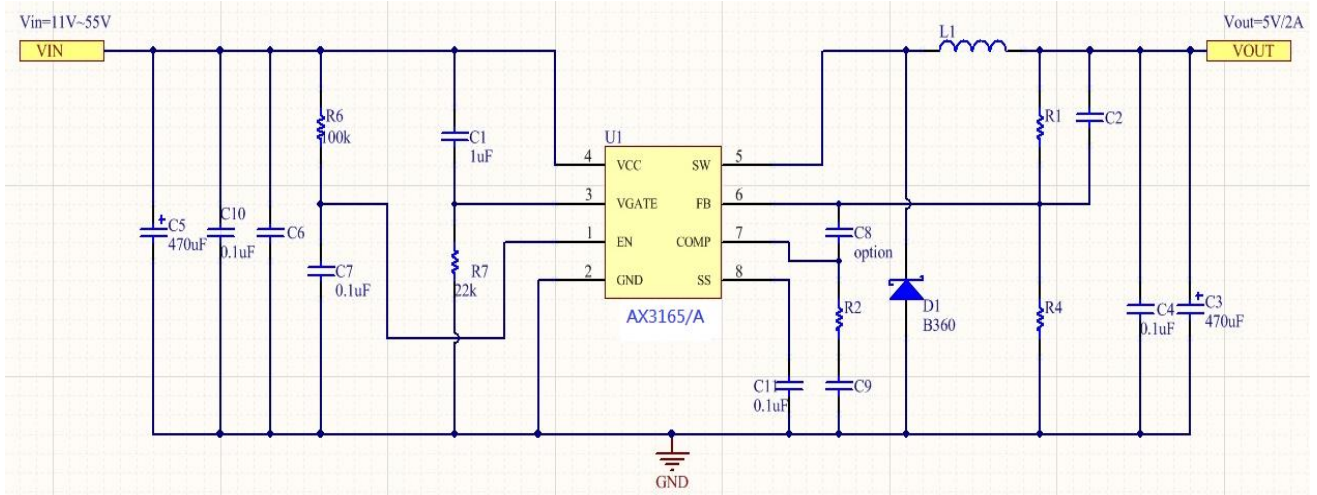 Vin=11V~55V
Vout=5V/2A
VIN
L1
VOUT
R6
100k
C1
1uF
R1
C2
U1
4
VCC
SW
5
3
VGATE
FB
6
1
EN
COMP
7
2
GND
SS
8
AX3165/A
C5
470uF
C10
0.1uF
C6
C7
0.1uF
R7
22k
C8
option
R2
D1
B360
R4
C4
0.1uF
C3
470uF
C11
0.1uF
C9
GND